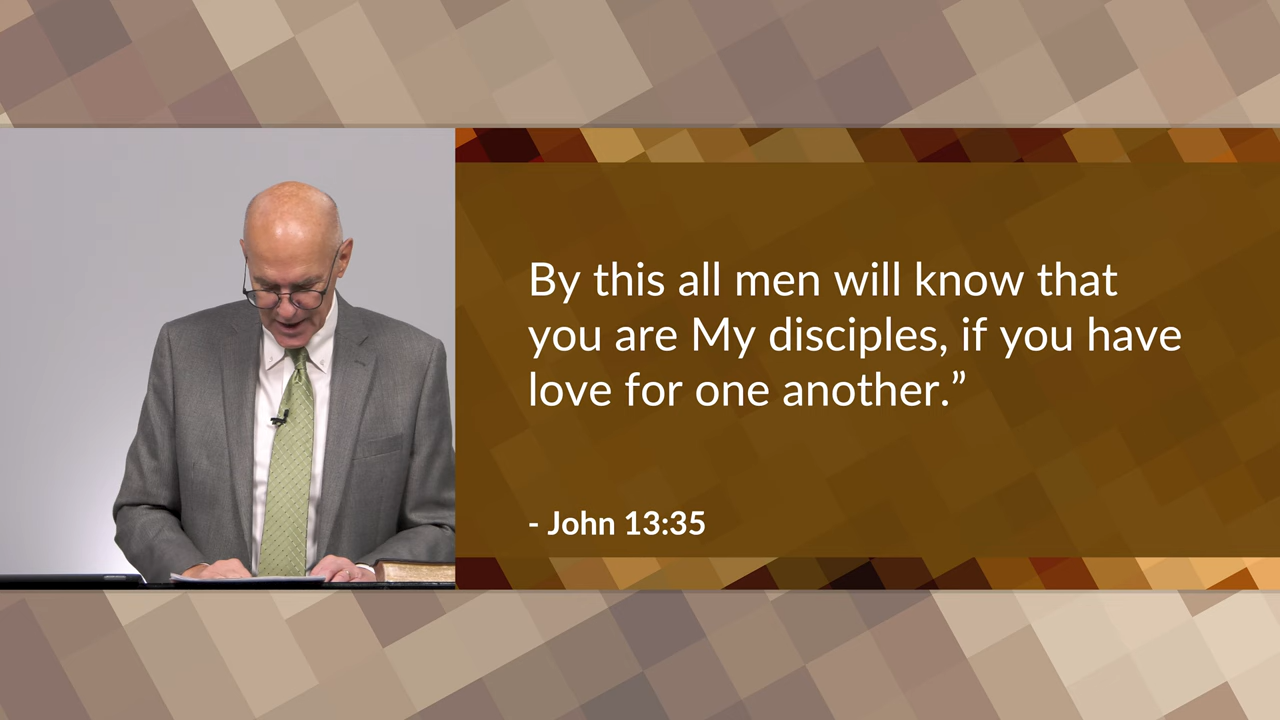 By this all men will know that
you are My disciples, if you have
love for one another.”
- John 13:35